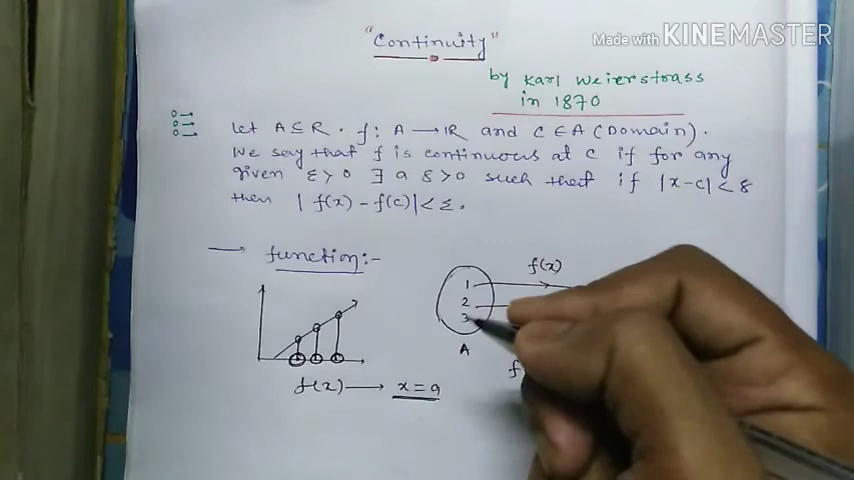 Made with KINEMASTER
"Continuity"
by Karl Weierstrass
in 1870
Let A ⊆ R. f: A → IR and C ∈ A (Domain).
We say that f is continuous at c if for any
given ε > 0 ∃ a δ > 0 such that if |x-c| < δ
then |f(x) - f(c)| < ε.
→ function:-
f(x)
1
2
3
A
f
f(x) → x = a